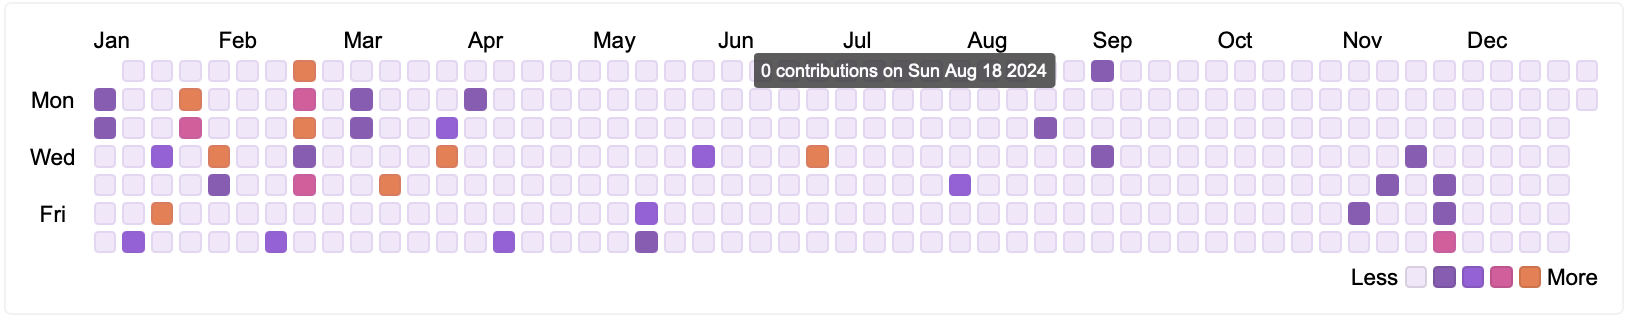 Jan Feb Mar Apr May Jun Jul Aug Sep Oct Nov Dec
0 contributions on Sun Aug 18 2024
Mon
Wed
Fri
Less More